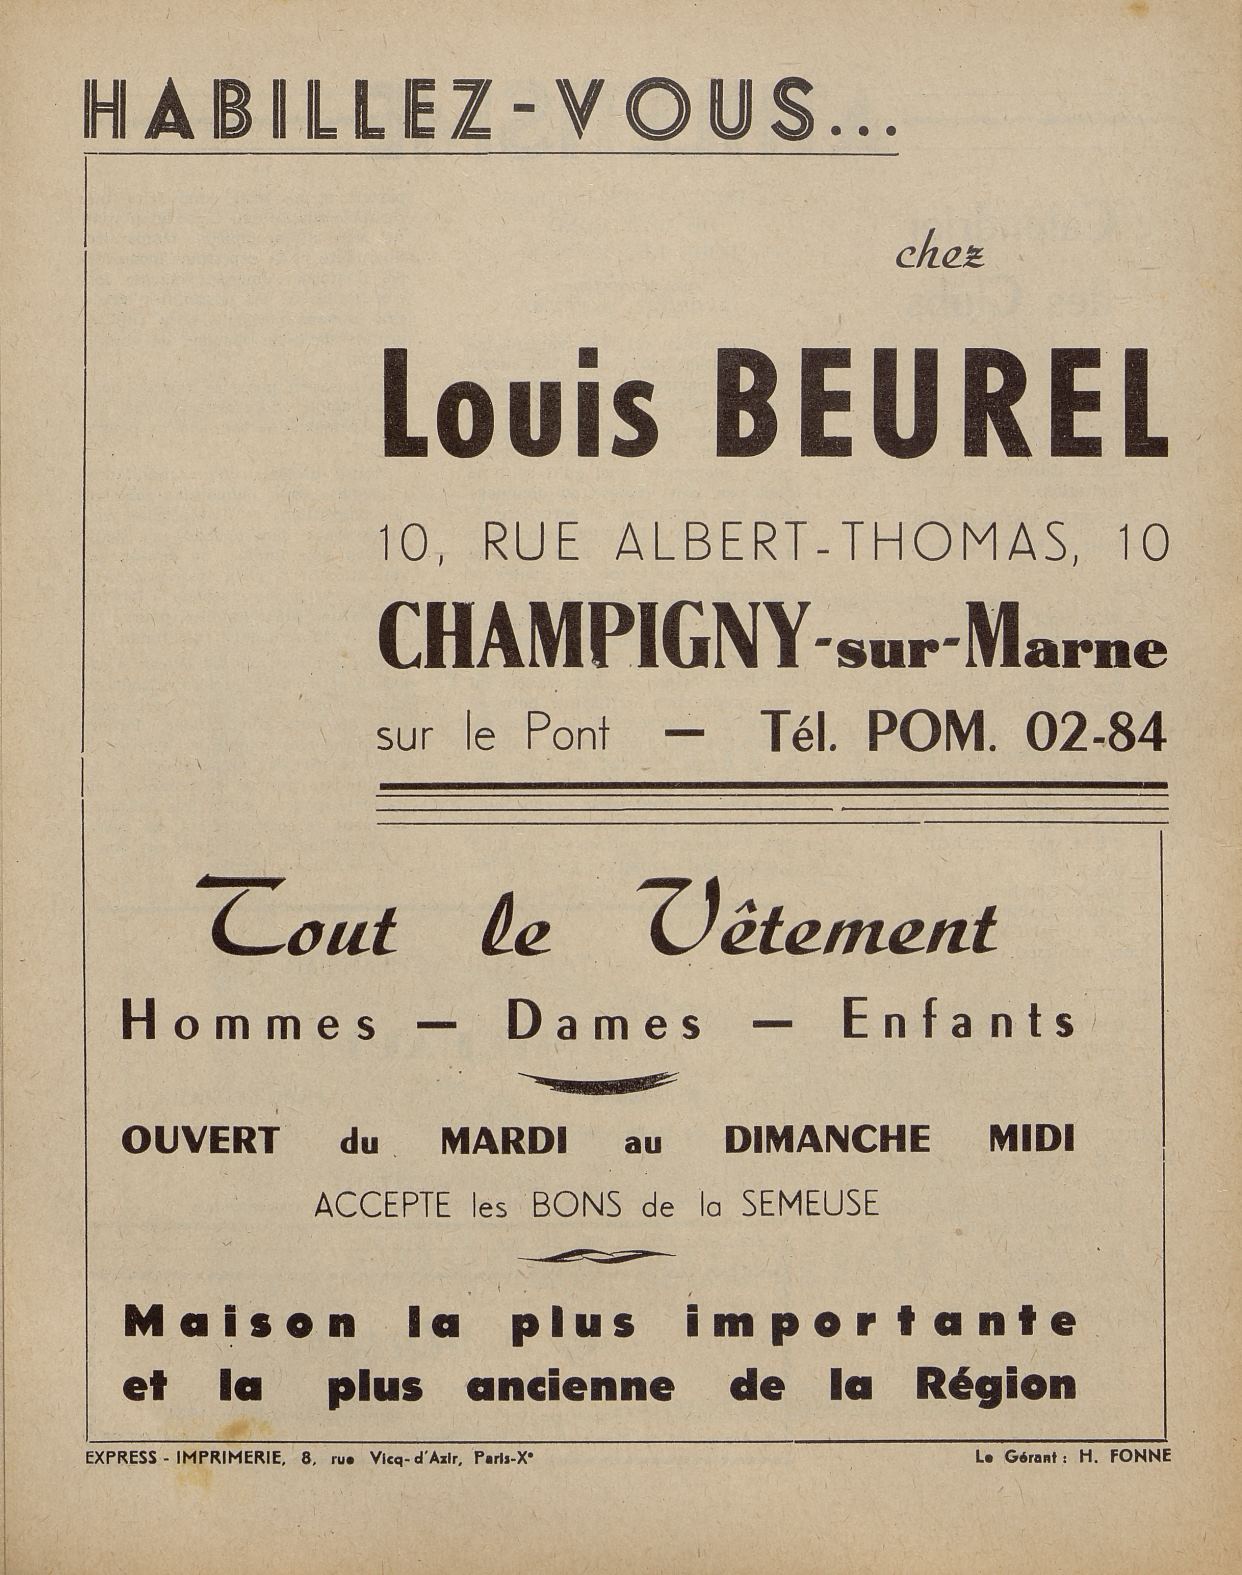 HABILLEZ-VOUS...
chez
Louis BEUREL
10, RUE ALBERT-THOMAS, 10
CHAMPIGNY-sur-Marne
sur le Pont — Tél. POM. 02-84
Tout le Vêtement
Hommes — Dames — Enfants
OUVERT du MARDI au DIMANCHE MIDI
ACCEPTE les BONS de la SEMEUSE
Maison la plus importante
et la plus ancienne de la Région
EXPRESS - IMPRIMERIE, 8, rue Vicq-d'Azir, Paris-Xe
Le Gérant : H. FONNE